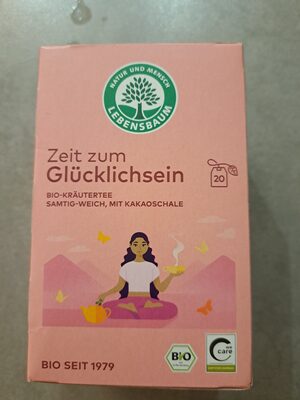 NATUR UND MENSCH
LEBENSBAUM
Zeit zum
Glücklichsein
BIO-KRÄUTERTEE
SAMTIG-WEICH, MIT KAKAOSCHALE
20
BIO SEIT 1979
BIO
we
care